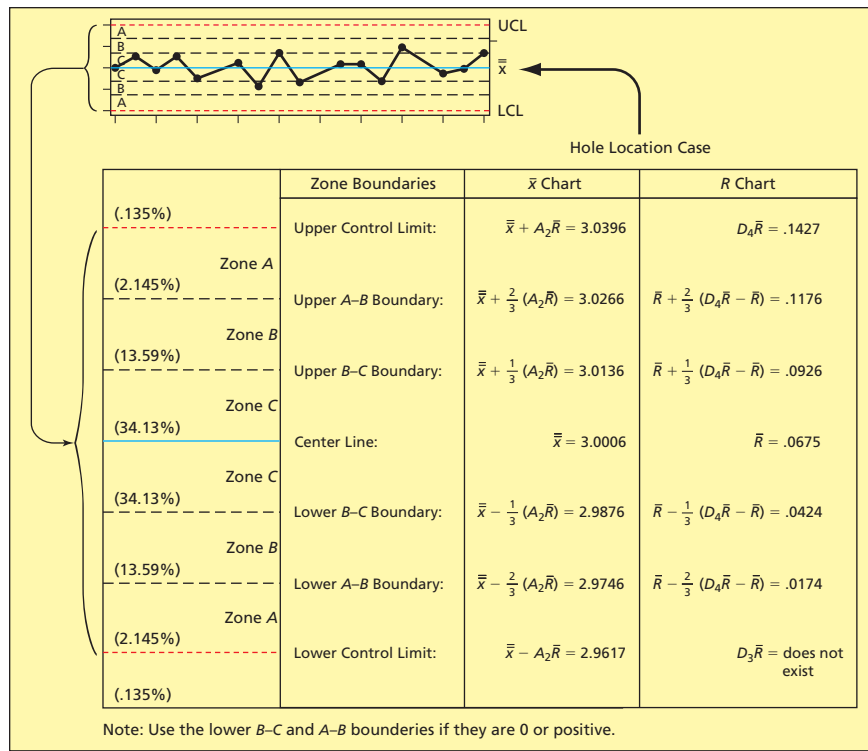 UCL
A
B
C
C
B
A
x̿
LCL
Hole Location Case
Zone Boundaries
x̄ Chart
R Chart
(.135%)
Upper Control Limit: x̿ + A₂R̄ = 3.0396 D₄R̄ = .1427
Zone A
(2.145%)
Upper A–B Boundary: x̿ + 2/3 (A₂R̄) = 3.0266 R̄ + 2/3 (D₄R̄ − R̄) = .1176
Zone B
(13.59%)
Upper B–C Boundary: x̿ + 1/3 (A₂R̄) = 3.0136 R̄ + 1/3 (D₄R̄ − R̄) = .0926
Zone C
(34.13%)
Center Line: x̿ = 3.0006 R̄ = .0675
Zone C
(34.13%)
Lower B–C Boundary: x̿ − 1/3 (A₂R̄) = 2.9876 R̄ − 1/3 (D₄R̄ − R̄) = .0424
Zone B
(13.59%)
Lower A–B Boundary: x̿ − 2/3 (A₂R̄) = 2.9746 R̄ − 2/3 (D₄R̄ − R̄) = .0174
Zone A
(2.145%)
Lower Control Limit: x̿ − A₂R̄ = 2.9617 D₃R̄ = does not
exist
(.135%)
Note: Use the lower B–C and A–B bounderies if they are 0 or positive.